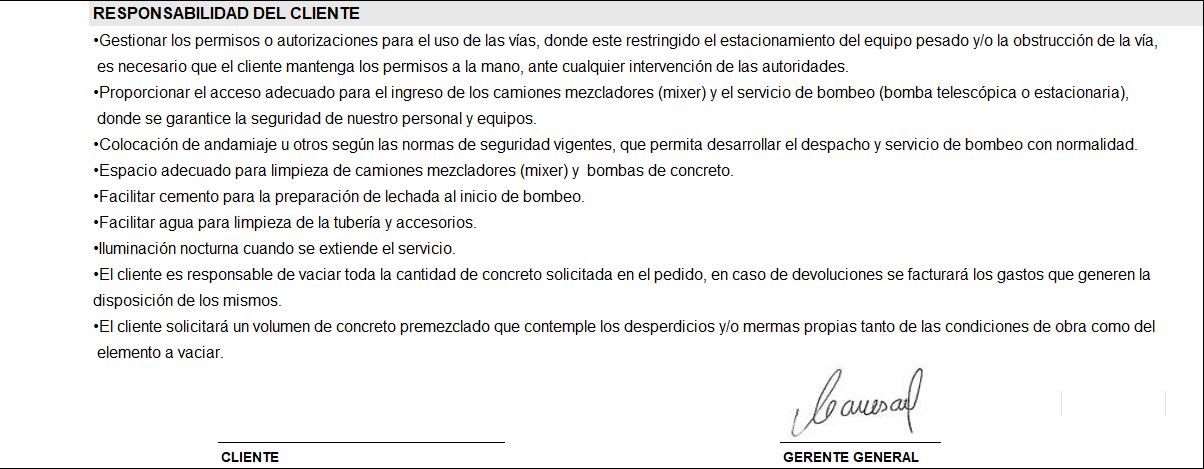 RESPONSABILIDAD DEL CLIENTE
•Gestionar los permisos o autorizaciones para el uso de las vías, donde este restringido el estacionamiento del equipo pesado y/o la obstrucción de la vía,
es necesario que el cliente mantenga los permisos a la mano, ante cualquier intervención de las autoridades.
•Proporcionar el acceso adecuado para el ingreso de los camiones mezcladores (mixer) y el servicio de bombeo (bomba telescópica o estacionaria),
donde se garantice la seguridad de nuestro personal y equipos.
•Colocación de andamiaje u otros según las normas de seguridad vigentes, que permita desarrollar el despacho y servicio de bombeo con normalidad.
•Espacio adecuado para limpieza de camiones mezcladores (mixer) y bombas de concreto.
•Facilitar cemento para la preparación de lechada al inicio de bombeo.
•Facilitar agua para limpieza de la tubería y accesorios.
•Iluminación nocturna cuando se extiende el servicio.
•El cliente es responsable de vaciar toda la cantidad de concreto solicitada en el pedido, en caso de devoluciones se facturará los gastos que generen la
disposición de los mismos.
•El cliente solicitará un volumen de concreto premezclado que contemple los desperdicios y/o mermas propias tanto de las condiciones de obra como del
elemento a vaciar.
CLIENTE
GERENTE GENERAL